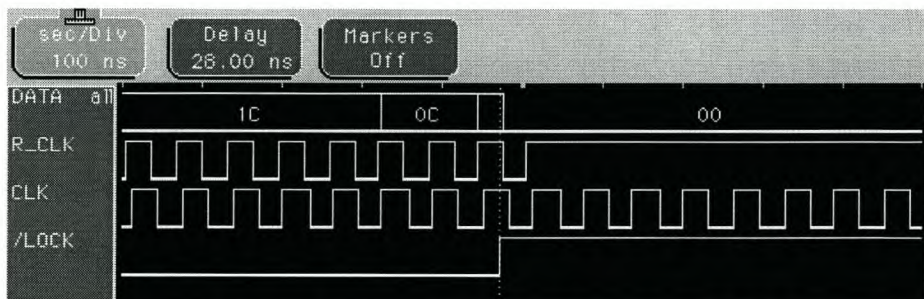 sec/Div
100 ns
Delay
28.00 ns
Markers
Off
DATA all
1C
0C
00
R_CLK
CLK
/LOCK